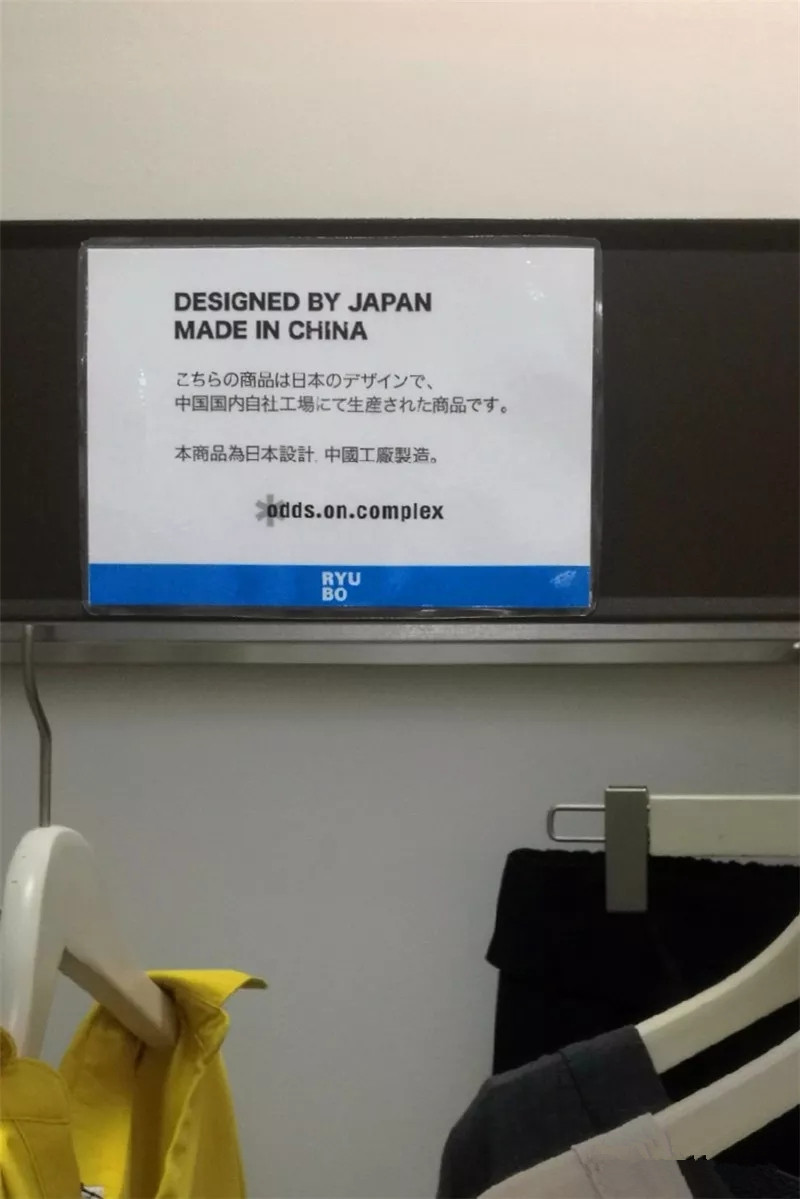 DESIGNED BY JAPAN
MADE IN CHINA
こちらの商品は日本のデザインで、
中国国内自社工場にて生産された商品です。
本商品為日本設計, 中國工廠製造。
*odds.on.complex
RYU
BO